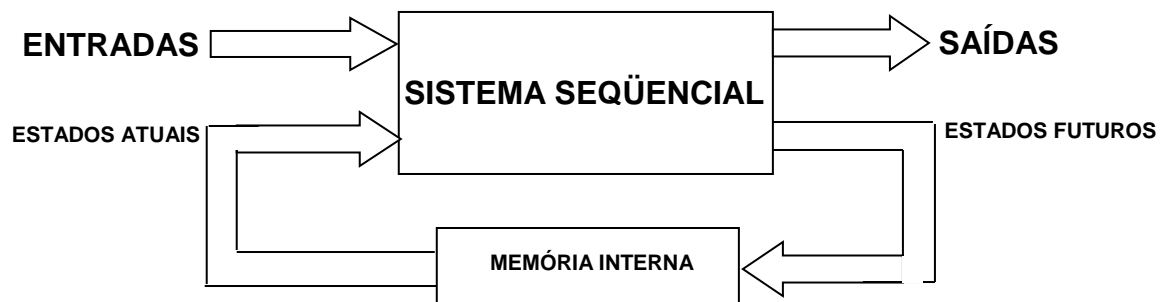 ENTRADAS
SAÍDAS
SISTEMA SEQÜENCIAL
ESTADOS ATUAIS
ESTADOS FUTUROS
MEMÓRIA INTERNA